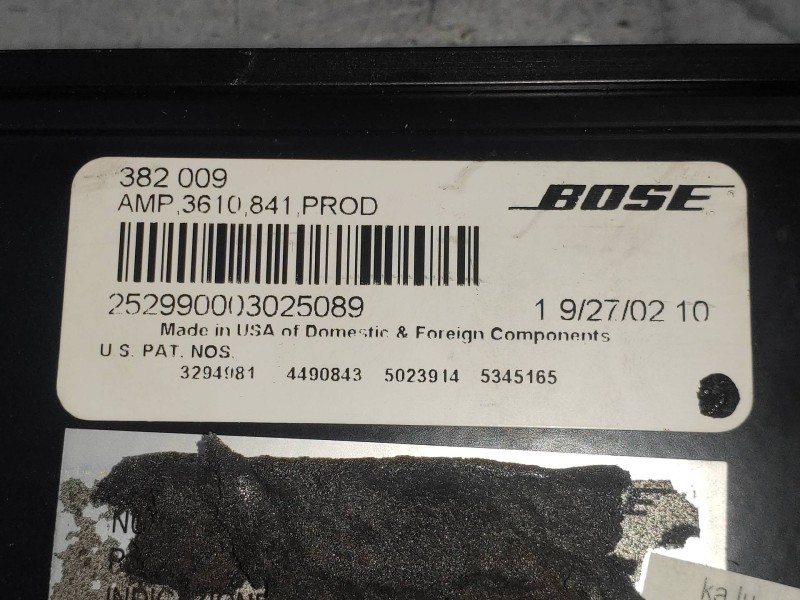 382 009
AMP,3610,841,PROD
BOSE
252990003025089 1 9/27/02 10
Made in USA of Domestic & Foreign Components
U S. PAT. NOS.
3294981 4490843 5023914 5345165